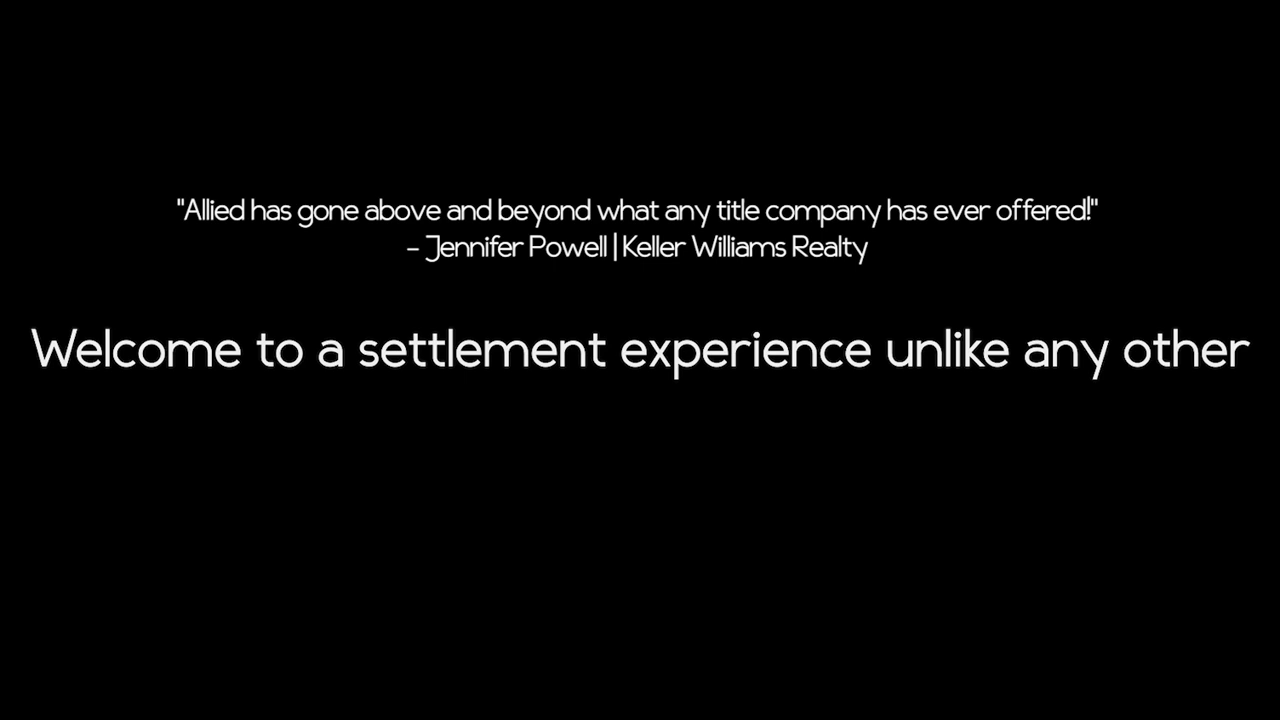 "Allied has gone above and beyond what any title company has ever offered!"
- Jennifer Powell | Keller Williams Realty
Welcome to a settlement experience unlike any other